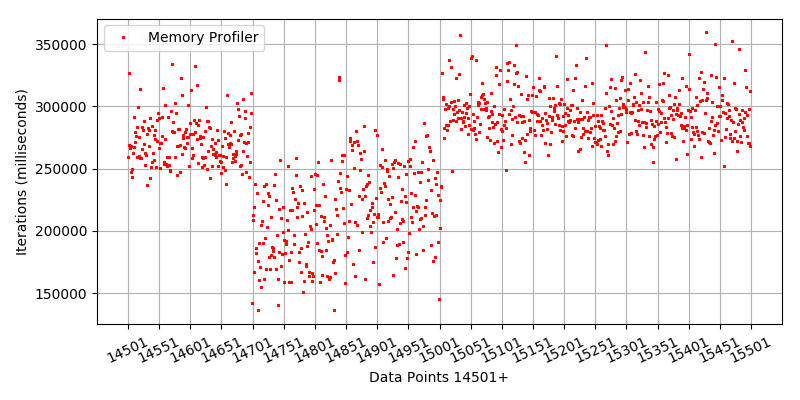 Memory Profiler
Iterations (milliseconds)
350000
300000
250000
200000
150000
14501 14551 14601 14651 14701 14751 14801 14851 14901 14951 15001 15051 15101 15151 15201 15251 15301 15351 15401 15451 15501
Data Points 14501+